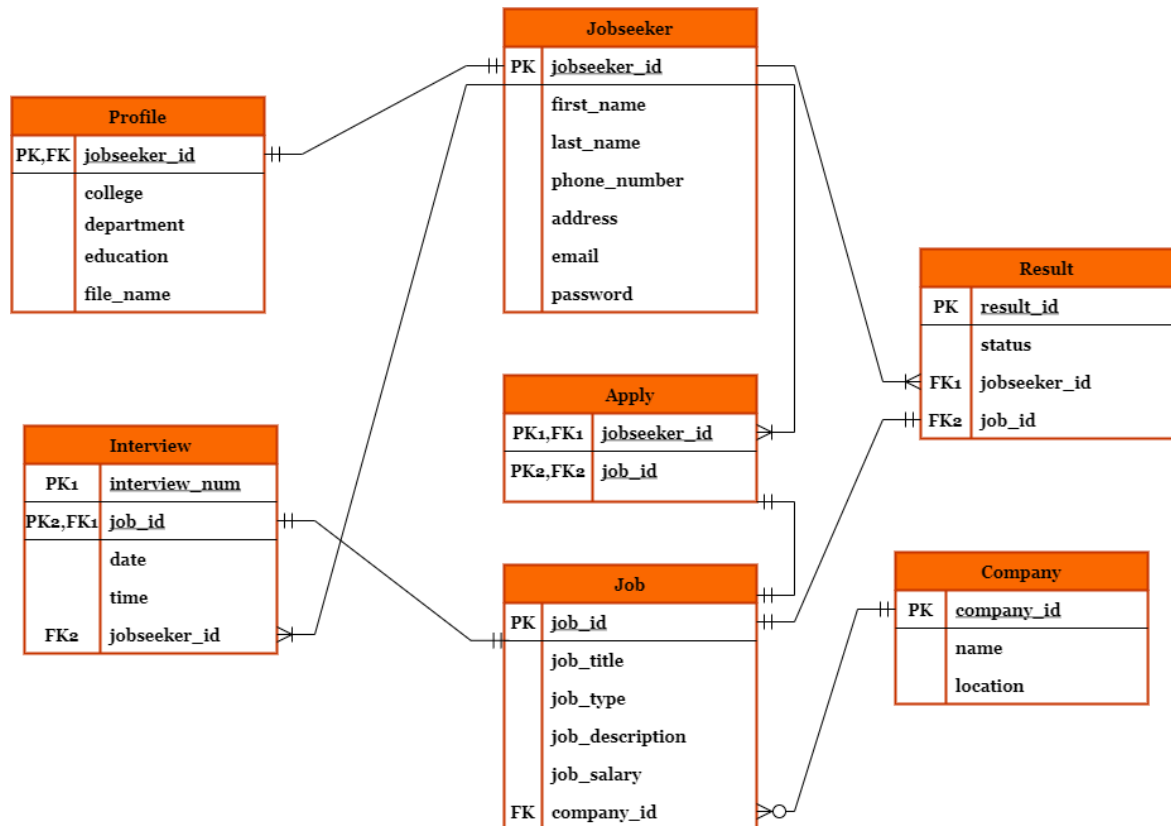 Jobseeker
PK jobseeker_id
first_name
last_name
phone_number
address
email
password
Profile
PK,FK jobseeker_id
college
department
education
file_name
Result
PK result_id
status
FK1 jobseeker_id
FK2 job_id
Apply
PK1,FK1 jobseeker_id
PK2,FK2 job_id
Interview
PK1 interview_num
PK2,FK1 job_id
date
time
FK2 jobseeker_id
Job
PK job_id
job_title
job_type
job_description
job_salary
FK company_id
Company
PK company_id
name
location